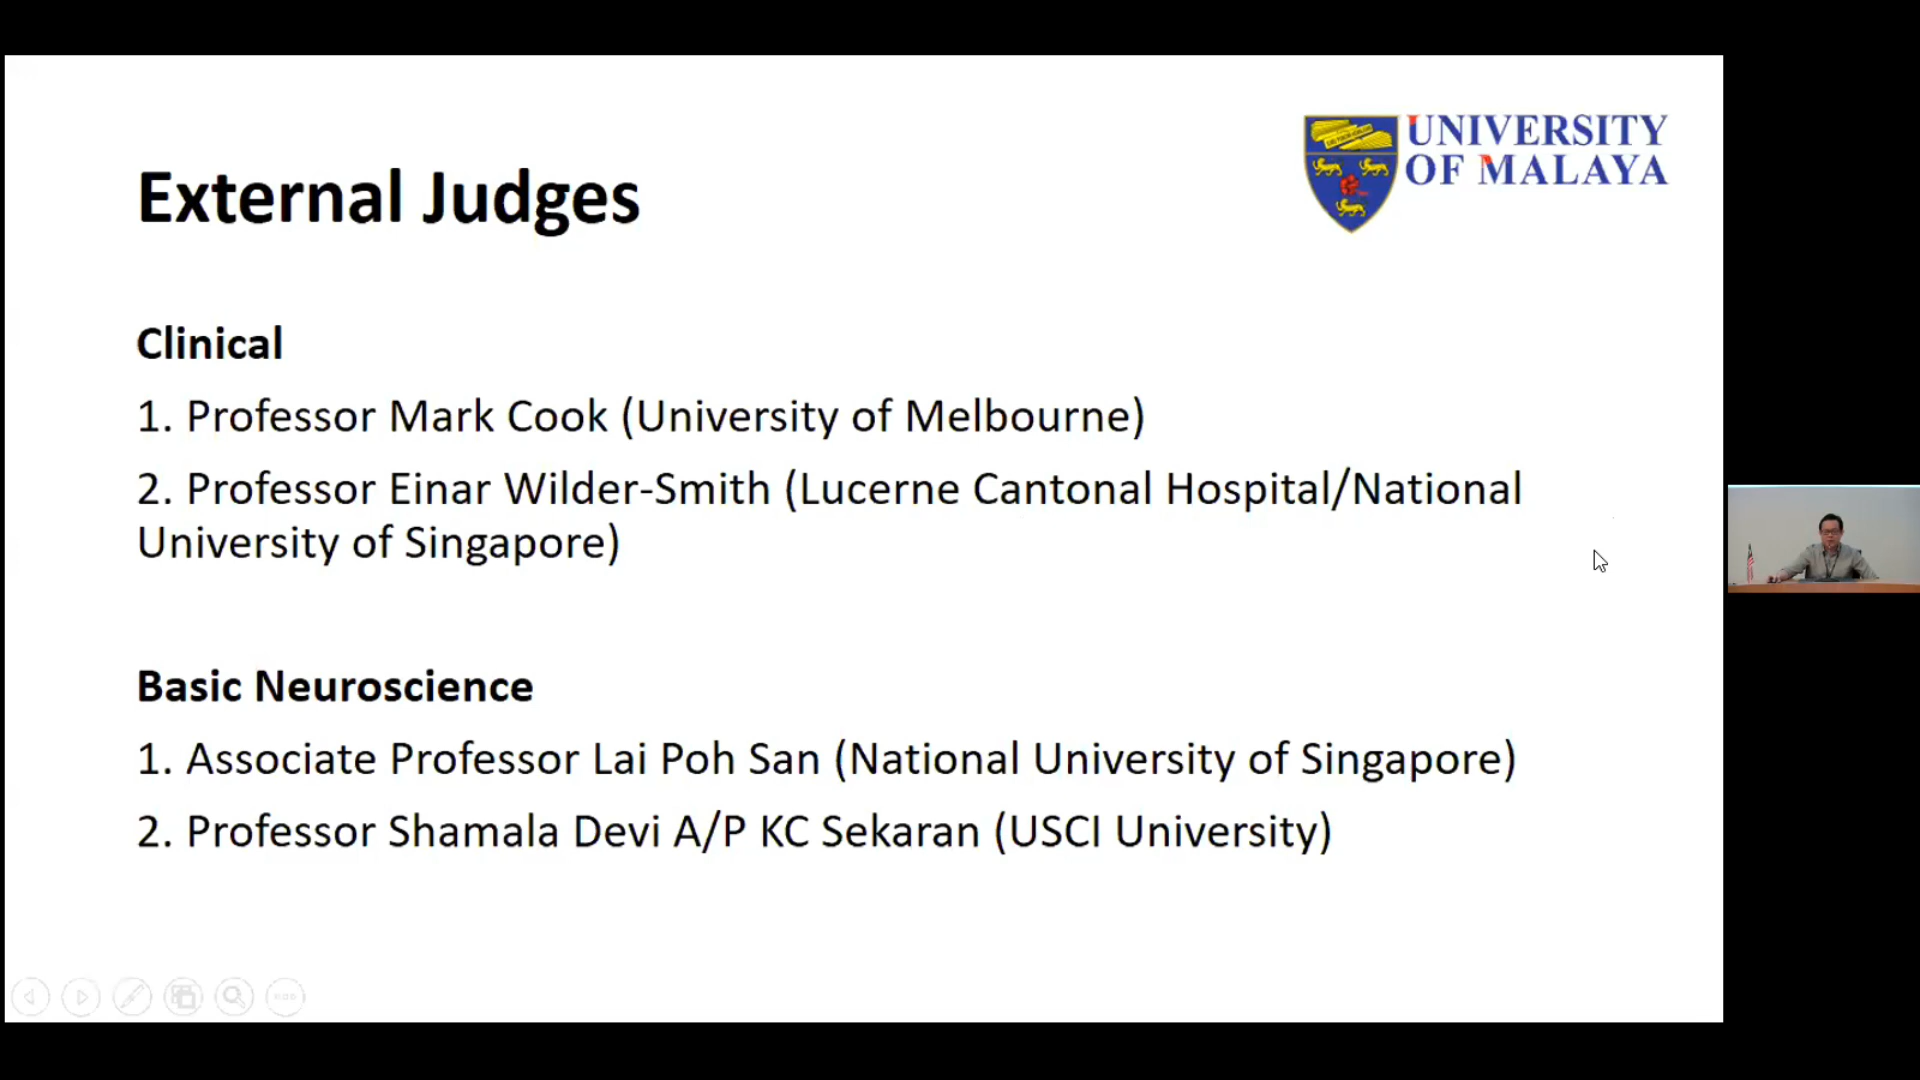 UNIVERSITY
OF MALAYA
External Judges
Clinical
1. Professor Mark Cook (University of Melbourne)
2. Professor Einar Wilder-Smith (Lucerne Cantonal Hospital/National
University of Singapore)
Basic Neuroscience
1. Associate Professor Lai Poh San (National University of Singapore)
2. Professor Shamala Devi A/P KC Sekaran (USCI University)